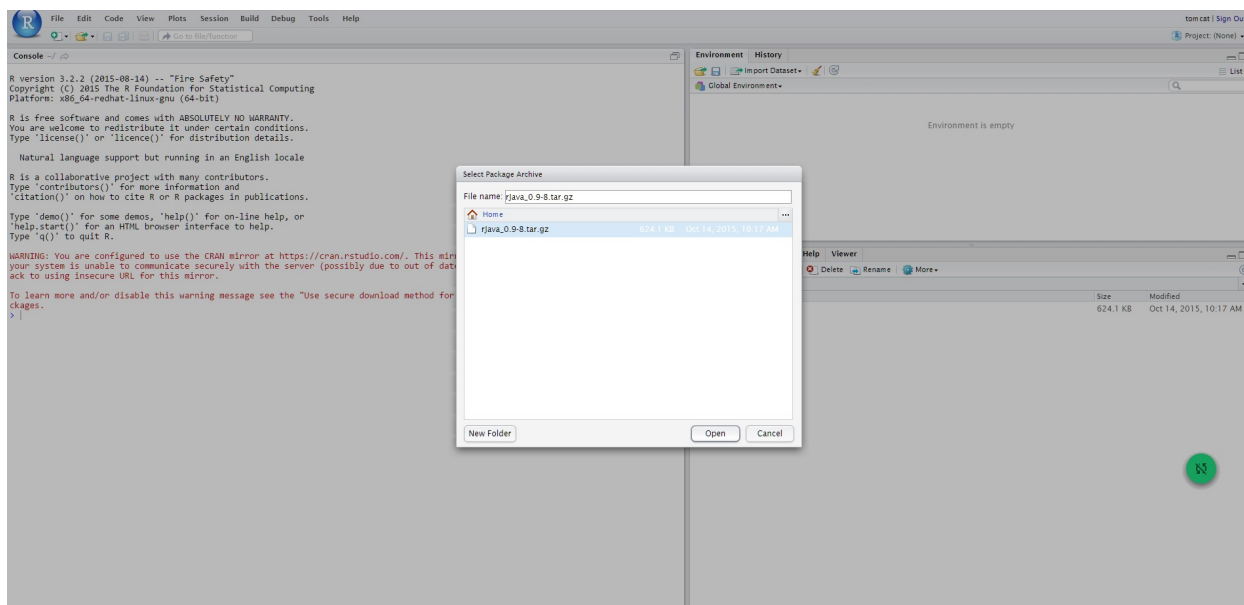 R
File Edit Code View Plots Session Build Debug Tools Help
tom cat | Sign Ou
Go to file/function
Project: (None)
Console ~/
Environment History
Import Dataset
List
Global Environment
R version 3.2.2 (2015-08-14) -- "Fire Safety"
Copyright (C) 2015 The R Foundation for Statistical Computing
Platform: x86_64-redhat-linux-gnu (64-bit)
R is free software and comes with ABSOLUTELY NO WARRANTY.
You are welcome to redistribute it under certain conditions.
Type 'license()' or 'licence()' for distribution details.
Natural language support but running in an English locale
R is a collaborative project with many contributors.
Type 'contributors()' for more information and
'citation()' on how to cite R or R packages in publications.
Type 'demo()' for some demos, 'help()' for on-line help, or
'help.start()' for an HTML browser interface to help.
Type 'q()' to quit R.
WARNING: You are configured to use the CRAN mirror at https://cran.rstudio.com/. This mirr
your system is unable to communicate securely with the server (possibly due to out of date
ack to using insecure URL for this mirror.
To learn more and/or disable this warning message see the "Use secure download method for
ckages.
>
Environment is empty
Select Package Archive
File name: rJava_0.9-8.tar.gz
Home
...
rJava_0.9-8.tar.gz 624.1 KB Oct 14, 2015, 10:17 AM
New Folder
Open
Cancel
Help Viewer
Delete Rename More
Size Modified
624.1 KB Oct 14, 2015, 10:17 AM